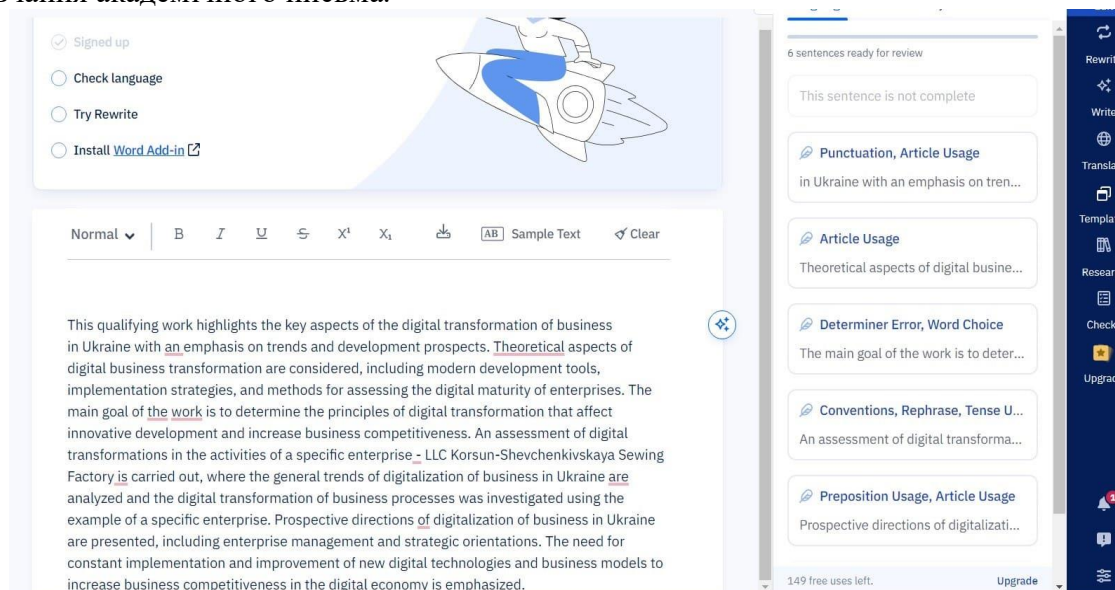 академічного письма.
Signed up
Check language
Try Rewrite
Install Word Add-in
Normal
B I U S X¹ X₁ AB Sample Text Clear
This qualifying work highlights the key aspects of the digital transformation of business
in Ukraine with an emphasis on trends and development prospects. Theoretical aspects of
digital business transformation are considered, including modern development tools,
implementation strategies, and methods for assessing the digital maturity of enterprises. The
main goal of the work is to determine the principles of digital transformation that affect
innovative development and increase business competitiveness. An assessment of digital
transformations in the activities of a specific enterprise - LLC Korsun-Shevchenkivskaya Sewing
Factory is carried out, where the general trends of digitalization of business in Ukraine are
analyzed and the digital transformation of business processes was investigated using the
example of a specific enterprise. Prospective directions of digitalization of business in Ukraine
are presented, including enterprise management and strategic orientations. The need for
constant implementation and improvement of new digital technologies and business models to
increase business competitiveness in the digital economy is emphasized.
6 sentences ready for review
This sentence is not complete
Punctuation, Article Usage
in Ukraine with an emphasis on tren...
Article Usage
Theoretical aspects of digital busine...
Determiner Error, Word Choice
The main goal of the work is to deter...
Conventions, Rephrase, Tense U...
An assessment of digital transforma...
Preposition Usage, Article Usage
Prospective directions of digitalizati...
149 free uses left. Upgrade
Rewrit
Write
Transla
Templa
Resear
Check
Upgrad